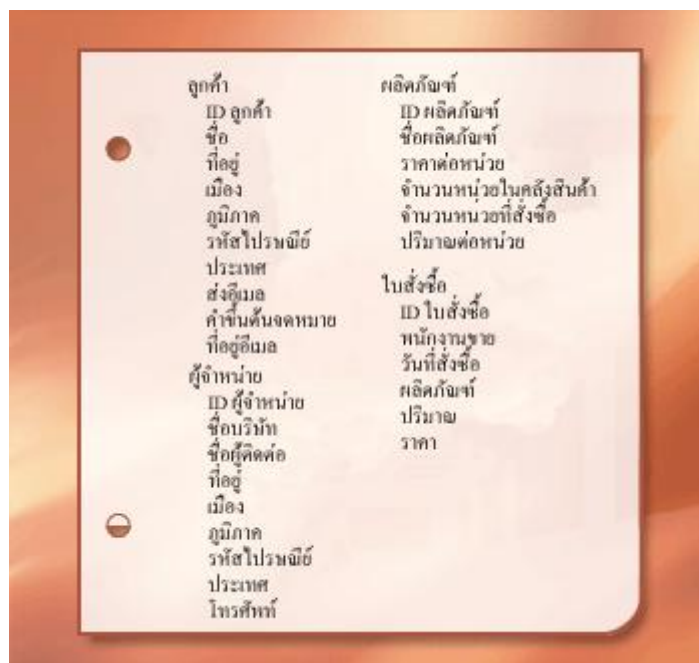 ลูกค้า
ID ลูกค้า
ชื่อ
ที่อยู่
เมือง
ภูมิภาค
รหัสไปรษณีย์
ประเทศ
ส่งอีเมล
คำขึ้นต้นจดหมาย
ที่อยู่อีเมล
ผู้จำหน่าย
ID ผู้จำหน่าย
ชื่อบริษัท
ชื่อผู้ติดต่อ
ที่อยู่
เมือง
ภูมิภาค
รหัสไปรษณีย์
ประเทศ
โทรศัพท์
ผลิตภัณฑ์
ID ผลิตภัณฑ์
ชื่อผลิตภัณฑ์
ราคาต่อหน่วย
จำนวนหน่วยในคลังสินค้า
จำนวนหน่วยที่สั่งซื้อ
ปริมาณต่อหน่วย
ใบสั่งซื้อ
ID ใบสั่งซื้อ
พนักงานขาย
วันที่สั่งซื้อ
ผลิตภัณฑ์
ปริมาณ
ราคา